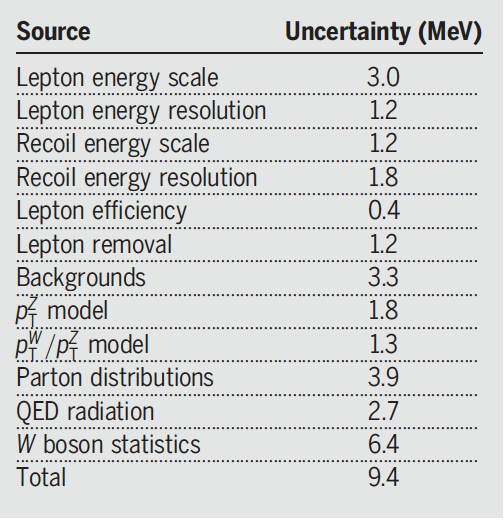 Source Uncertainty (MeV)
Lepton energy scale 3.0
Lepton energy resolution 1.2
Recoil energy scale 1.2
Recoil energy resolution 1.8
Lepton efficiency 0.4
Lepton removal 1.2
Backgrounds 3.3
p_T^Z model 1.8
p_T^W/p_T^Z model 1.3
Parton distributions 3.9
QED radiation 2.7
W boson statistics 6.4
Total 9.4